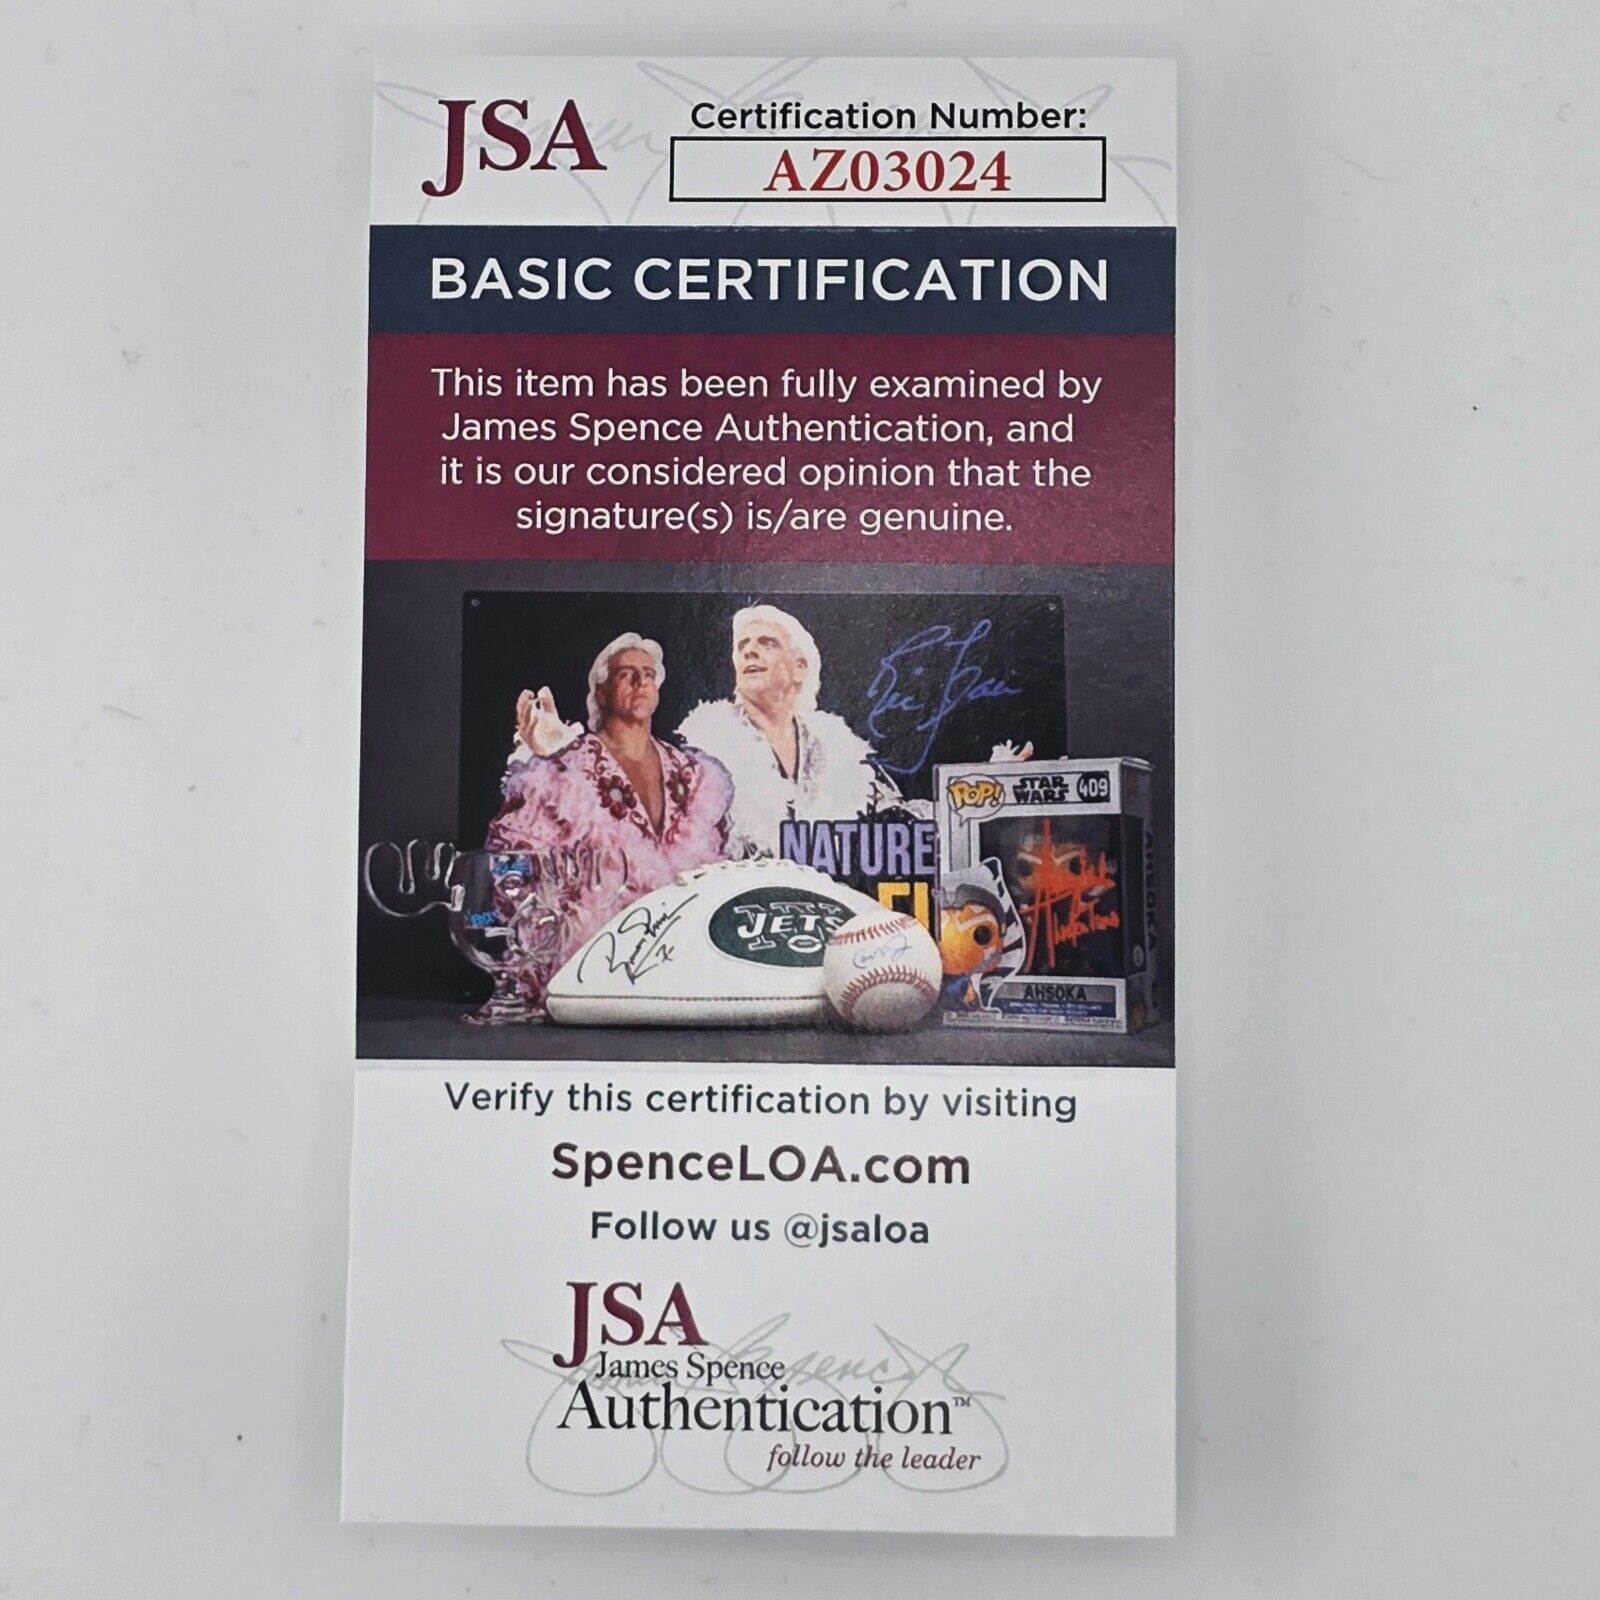 JSA
Certification Number:
AZ03024
BASIC CERTIFICATION
This item has been fully examined by
James Spence Authentication, and
it is our considered opinion that the
signature(s) is/are genuine.
NATURE
POP!
STAR
WARS
409
JETS
NY
AHSOKA
AHSOKA
Verify this certification by visiting
SpenceLOA.com
Follow us @jsaloa
JSA
James Spence
Authentication™
follow the leader